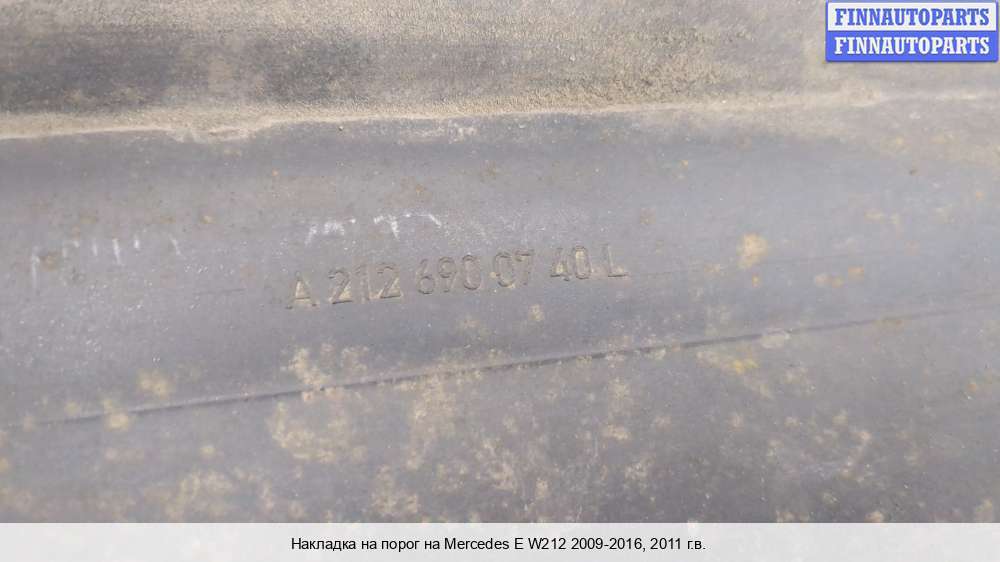 FINNAUTOPARTS
FINNAUTOPARTS
A 212 690 07 40 L
Накладка на порог на Mercedes E W212 2009-2016, 2011 г.в.